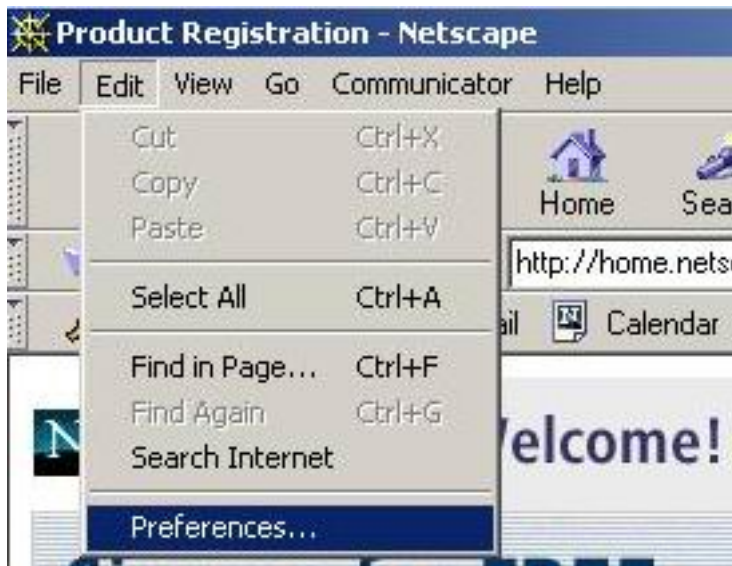 Product Registration - Netscape
File Edit View Go Communicator Help
Cut Ctrl+X
Copy Ctrl+C
Paste Ctrl+V
Select All Ctrl+A
Find in Page... Ctrl+F
Find Again Ctrl+G
Search Internet
Preferences...
Home
http://home.nets
Calendar
N
elcome!